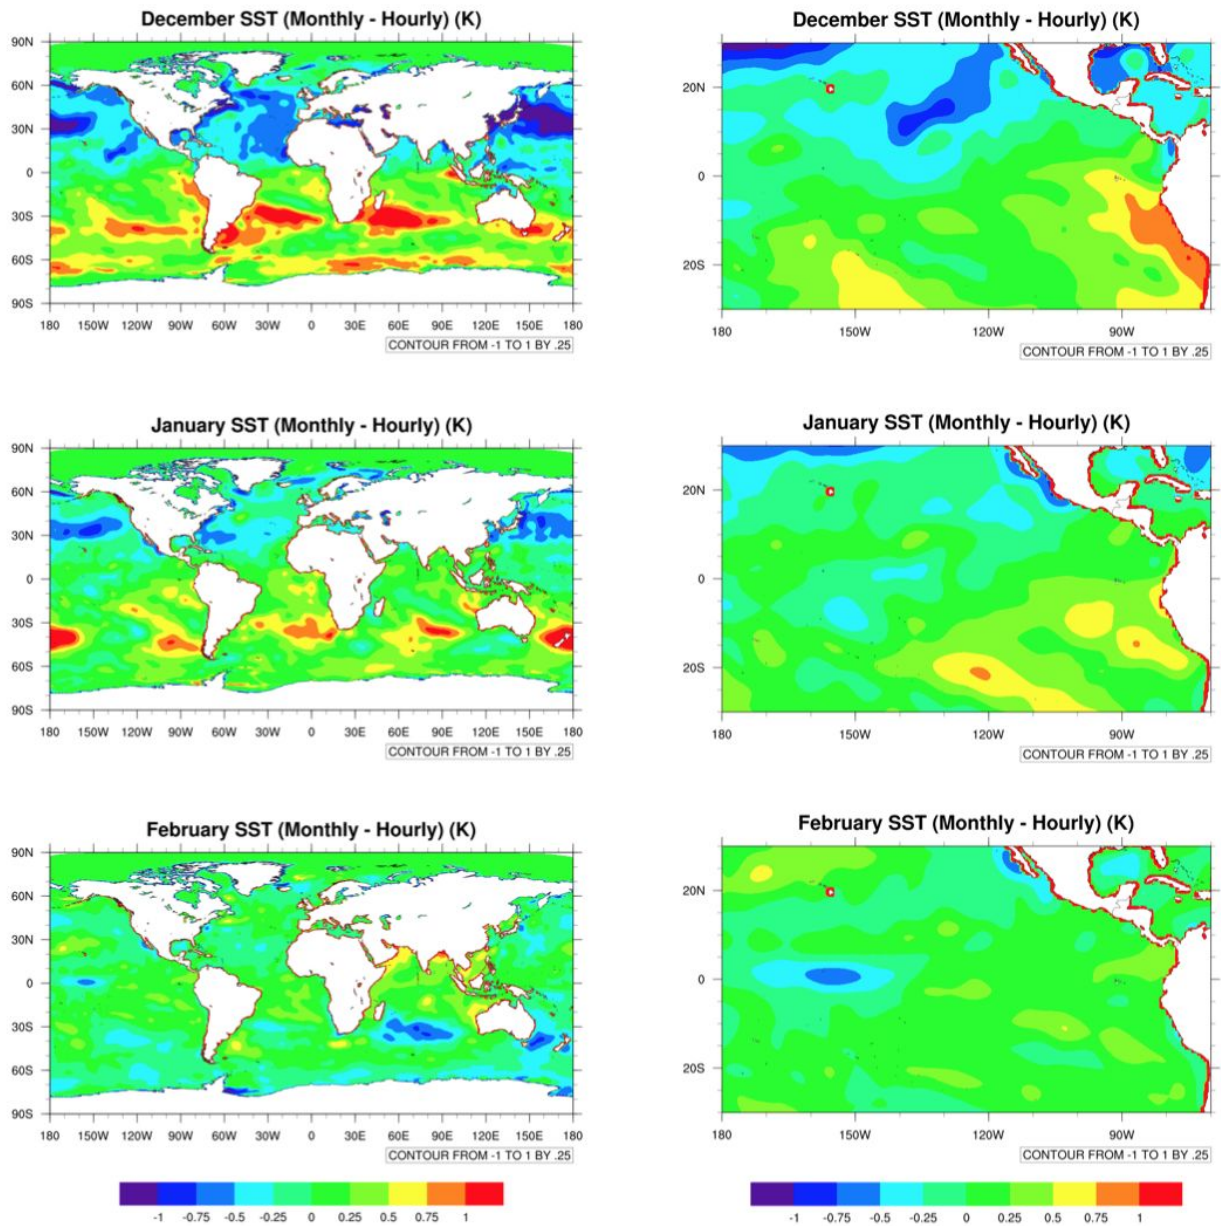 December SST (Monthly - Hourly) (K)
90N
60N
30N
0
30S
60S
90S
180 150W 120W 90W 60W 30W 0 30E 60E 90E 120E 150E 180
CONTOUR FROM -1 TO 1 BY .25
December SST (Monthly - Hourly) (K)
20N
0
20S
180 150W 120W 90W
CONTOUR FROM -1 TO 1 BY .25
January SST (Monthly - Hourly) (K)
90N
60N
30N
0
30S
60S
90S
180 150W 120W 90W 60W 30W 0 30E 60E 90E 120E 150E 180
CONTOUR FROM -1 TO 1 BY .25
January SST (Monthly - Hourly) (K)
20N
0
20S
180 150W 120W 90W
CONTOUR FROM -1 TO 1 BY .25
February SST (Monthly - Hourly) (K)
90N
60N
30N
0
30S
60S
90S
180 150W 120W 90W 60W 30W 0 30E 60E 90E 120E 150E 180
CONTOUR FROM -1 TO 1 BY .25
February SST (Monthly - Hourly) (K)
20N
0
20S
180 150W 120W 90W
CONTOUR FROM -1 TO 1 BY .25
-1 -0.75 -0.5 -0.25 0 0.25 0.5 0.75 1
-1 -0.75 -0.5 -0.25 0 0.25 0.5 0.75 1